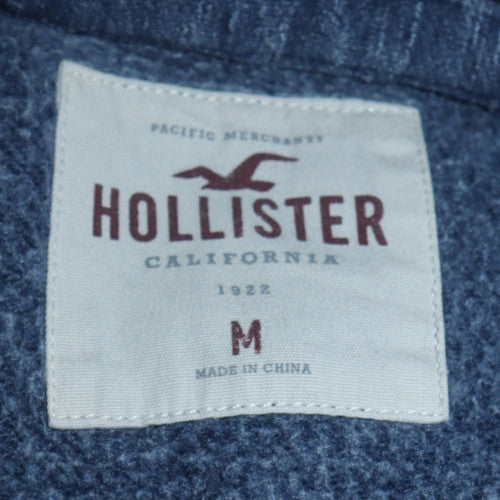 PACIFIC MERCHANTS
HOLLISTER
CALIFORNIA
1922
M
MADE IN CHINA